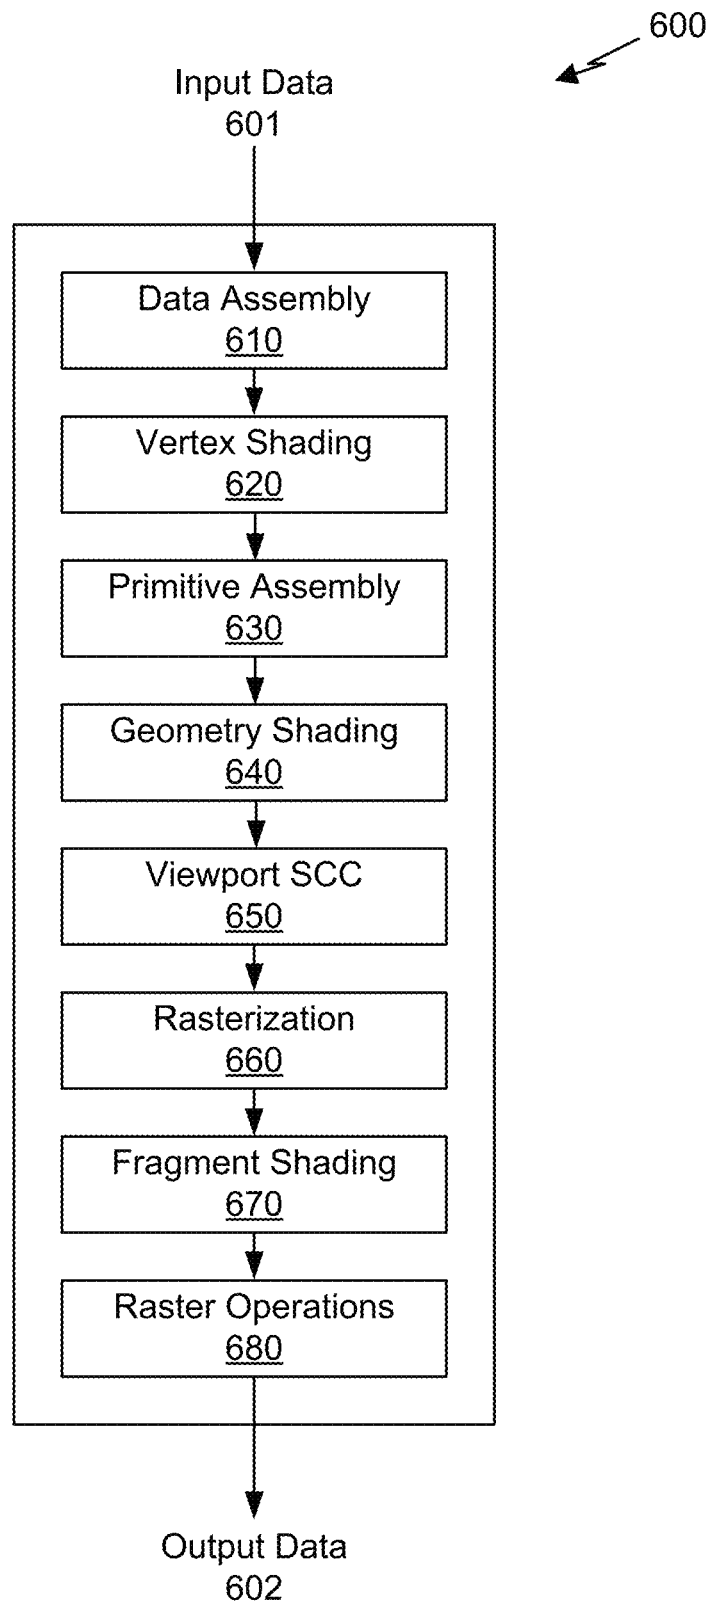 600
Input Data
601
Data Assembly
610
Vertex Shading
620
Primitive Assembly
630
Geometry Shading
640
Viewport SCC
650
Rasterization
660
Fragment Shading
670
Raster Operations
680
Output Data
602